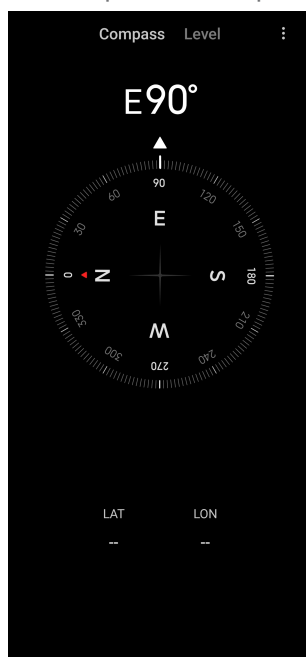 Compass Level
E90°
90
60 120
E
30 150
0 N S 180
330 210
W
300 240
270
LAT LON
-- --